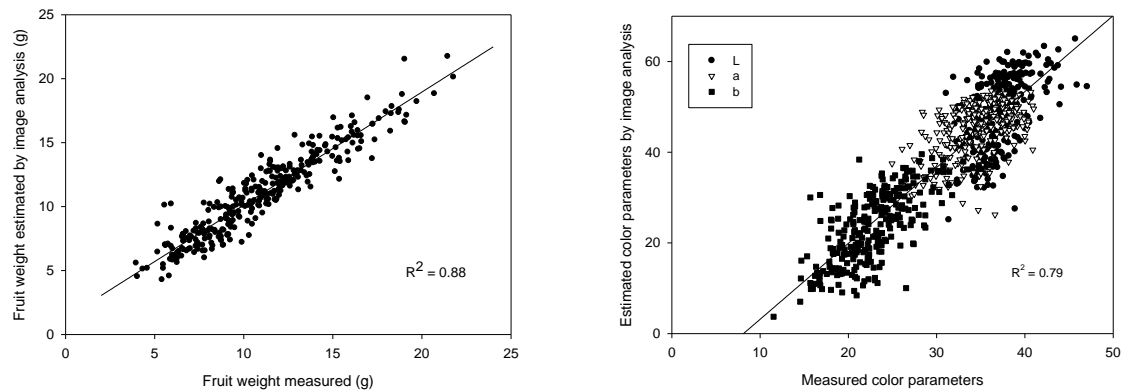 Fruit weight estimated by image analysis (g)
25
20
15
10
5
0
R² = 0.88
0 5 10 15 20 25
Fruit weight measured (g)
Estimated color parameters by image analysis
60
40
20
0
L
a
b
R² = 0.79
0 10 20 30 40 50
Measured color parameters